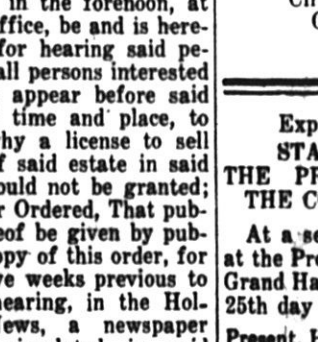 in the forenoon, at
ffice, be and is here-
for hearing said pe-
all persons interested
appear before said
time and place, to
hy a license to sell
f said estate in said
ould not be granted;
r Ordered, That pub-
eof be given by pub-
opy of this order, for
ve weeks previous to
hearing, in the Hol-
News, a newspaper
Exp
STA
THE PR
THE C
At a se
at the Pro
Grand Ha
25th day
Present, H